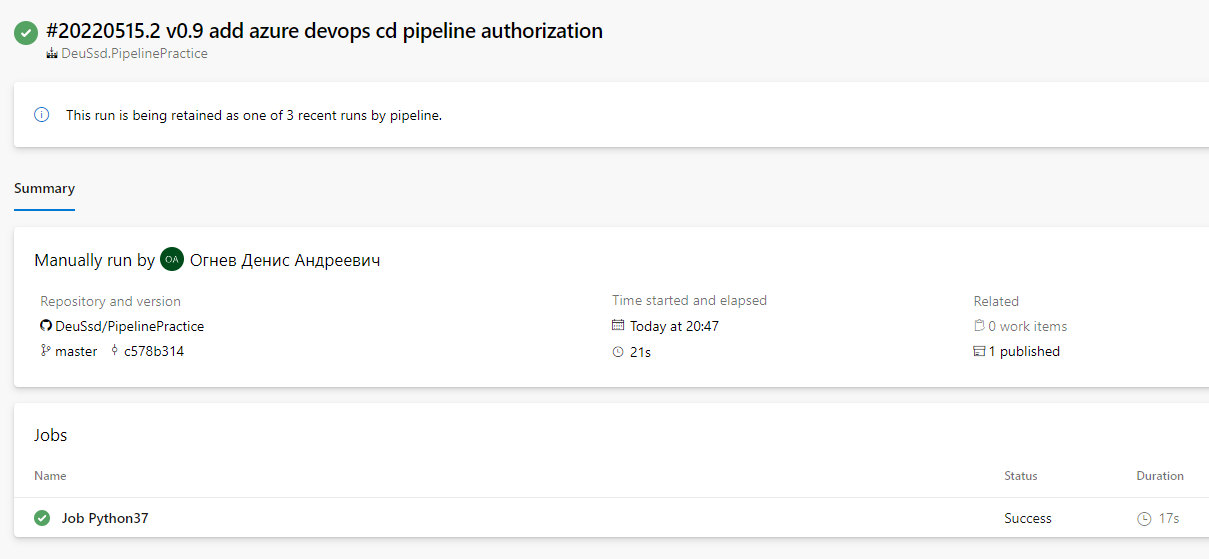 #20220515.2 v0.9 add azure devops cd pipeline authorization
DeuSsd.PipelinePractice
This run is being retained as one of 3 recent runs by pipeline.
Summary
Manually run by OA Огнев Денис Андреевич
Repository and version Time started and elapsed Related
DeuSsd/PipelinePractice Today at 20:47 0 work items
master c578b314 21s 1 published
Jobs
Name Status Duration
Job Python37 Success 17s